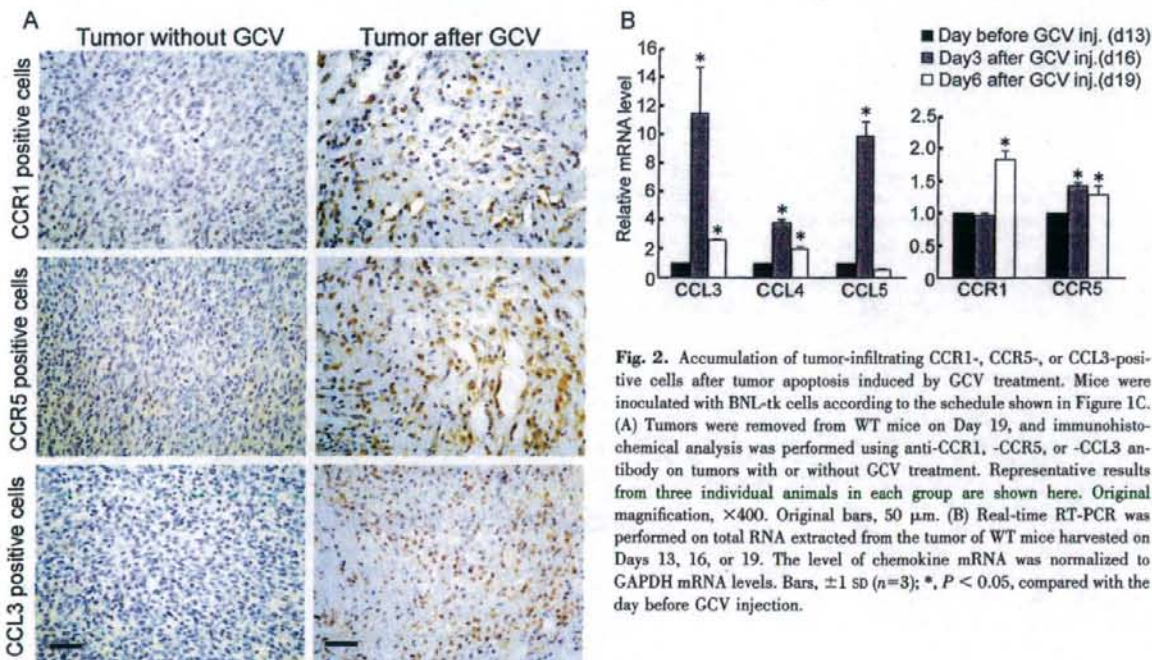 A
Tumor without GCV
Tumor after GCV
CCR1 positive cells
CCR5 positive cells
CCL3 positive cells
B
Relative mRNA level
16
14
12
10
8
6
4
2
0
*
*
*
*
*
CCL3
CCL4
CCL5
Day before GCV inj. (d13)
Day3 after GCV inj. (d16)
Day6 after GCV inj.(d19)
2.5
2.0
1.5
1.0
0.5
0
*
*
*
CCR1
CCR5
Fig. 2. Accumulation of tumor-infiltrating CCR1-, CCR5-, or CCL3-posi-
tive cells after tumor apoptosis induced by GCV treatment. Mice were
inoculated with BNL-tk cells according to the schedule shown in Figure 1C.
(A) Tumors were removed from WT mice on Day 19, and immunohisto-
chemical analysis was performed using anti-CCR1, -CCR5, or -CCL3 an-
tibody on tumors with or without GCV treatment. Representative results
from three individual animals in each group are shown here. Original
magnification, ×400. Original bars, 50 μm. (B) Real-time RT-PCR was
performed on total RNA extracted from the tumor of WT mice harvested on
Days 13, 16, or 19. The level of chemokine mRNA was normalized to
GAPDH mRNA levels. Bars, ±1 SD (n=3); *, P < 0.05, compared with the
day before GCV injection.